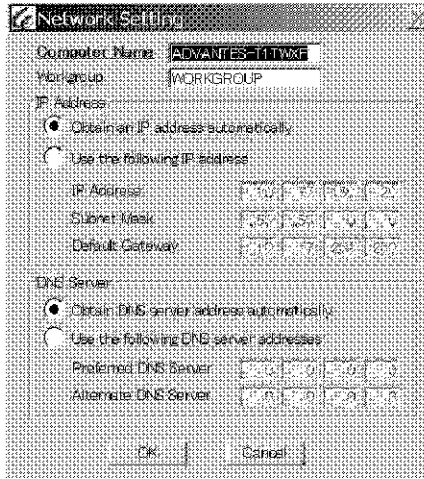 Network Setting
Computer Name ADVANTES-T1TWXF
Workgroup WORKGROUP
IP Address
Obtain an IP address automatically
Use the following IP address
IP Address
Subnet Mask
Default Gateway
DNS Server
Obtain DNS server address automatically
Use the following DNS server addresses
Preferred DNS Server
Alternate DNS Server
OK Cancel